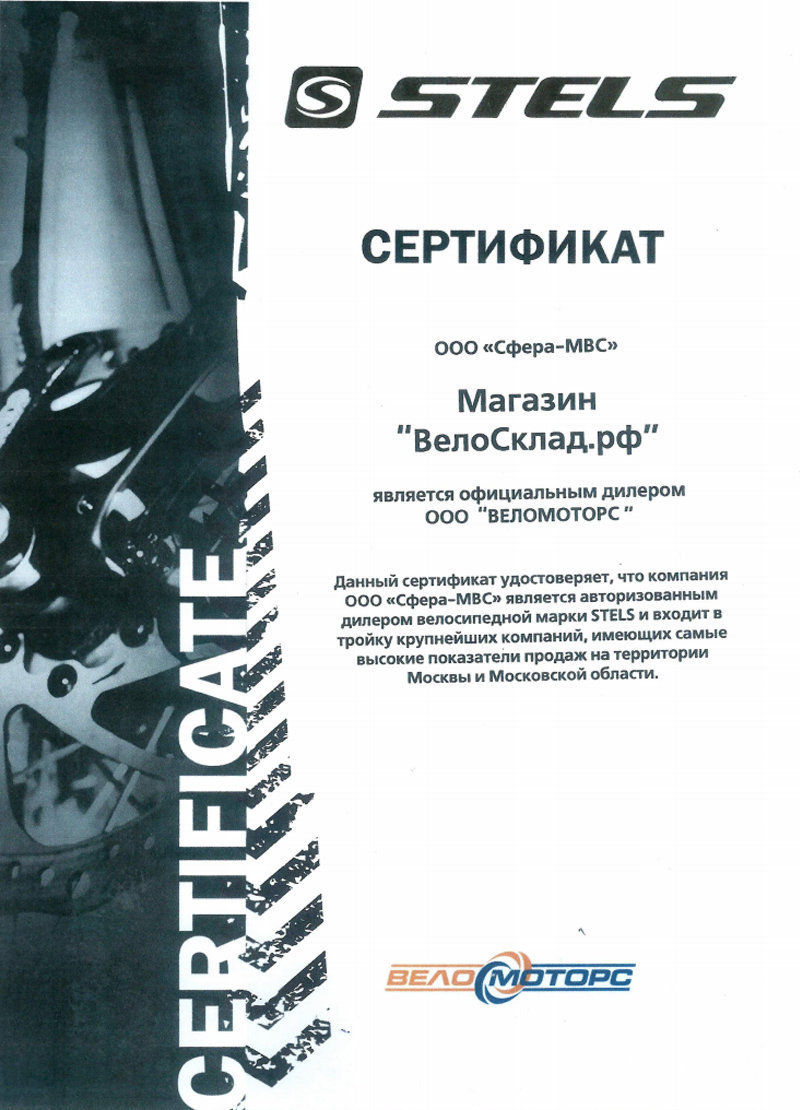 STELS
СЕРТИФИКАТ
ООО «Сфера-МВС»
Магазин
"ВелоСклад.рф"
является официальным дилером
ООО "ВЕЛОМОТОРС"
Данный сертификат удостоверяет, что компания
ООО «Сфера-МВС» является авторизованным
дилером велосипедной марки STELS и входит в
тройку крупнейших компаний, имеющих самые
высокие показатели продаж на территории
Москвы и Московской области.
CERTIFICATE
ВЕЛОМОТОРС